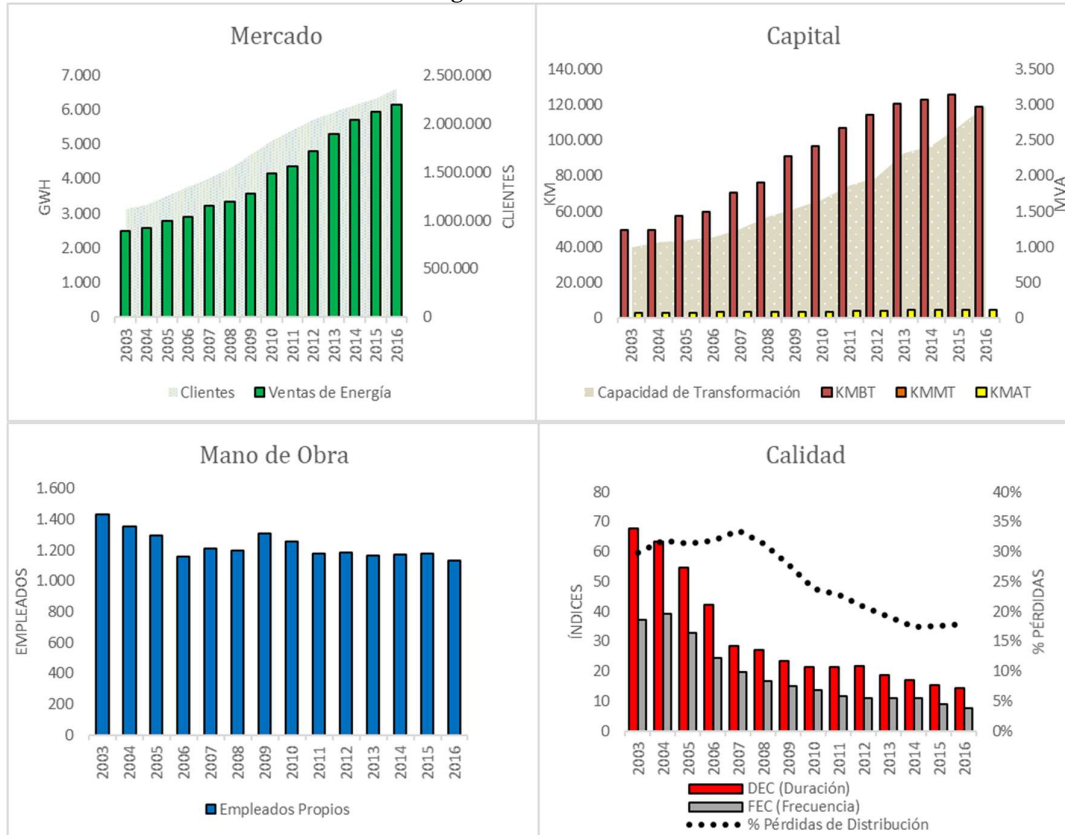 Mercado
7.000
6.000
5.000
4.000
3.000
2.000
1.000
0
GWH
2.500.000
2.000.000
1.500.000
1.000.000
500.000
0
CLIENTES
2003 2004 2005 2006 2007 2008 2009 2010 2011 2012 2013 2014 2015 2016
Clientes Ventas de Energía
Capital
140.000
120.000
100.000
80.000
60.000
40.000
20.000
0
KM
3.500
3.000
2.500
2.000
1.500
1.000
500
0
MVA
2003 2004 2005 2006 2007 2008 2009 2010 2011 2012 2013 2014 2015 2016
Capacidad de Transformación KMBT KMMT KMAT
Mano de Obra
1.600
1.400
1.200
1.000
800
600
400
200
0
EMPLEADOS
2003 2004 2005 2006 2007 2008 2009 2010 2011 2012 2013 2014 2015 2016
Empleados Propios
Calidad
80
70
60
50
40
30
20
10
0
ÍNDICES
40%
35%
30%
25%
20%
15%
10%
5%
0%
% PÉRDIDAS
2003 2004 2005 2006 2007 2008 2009 2010 2011 2012 2013 2014 2015 2016
DEC (Duración)
FEC (Frecuencia)
% Pérdidas de Distribución